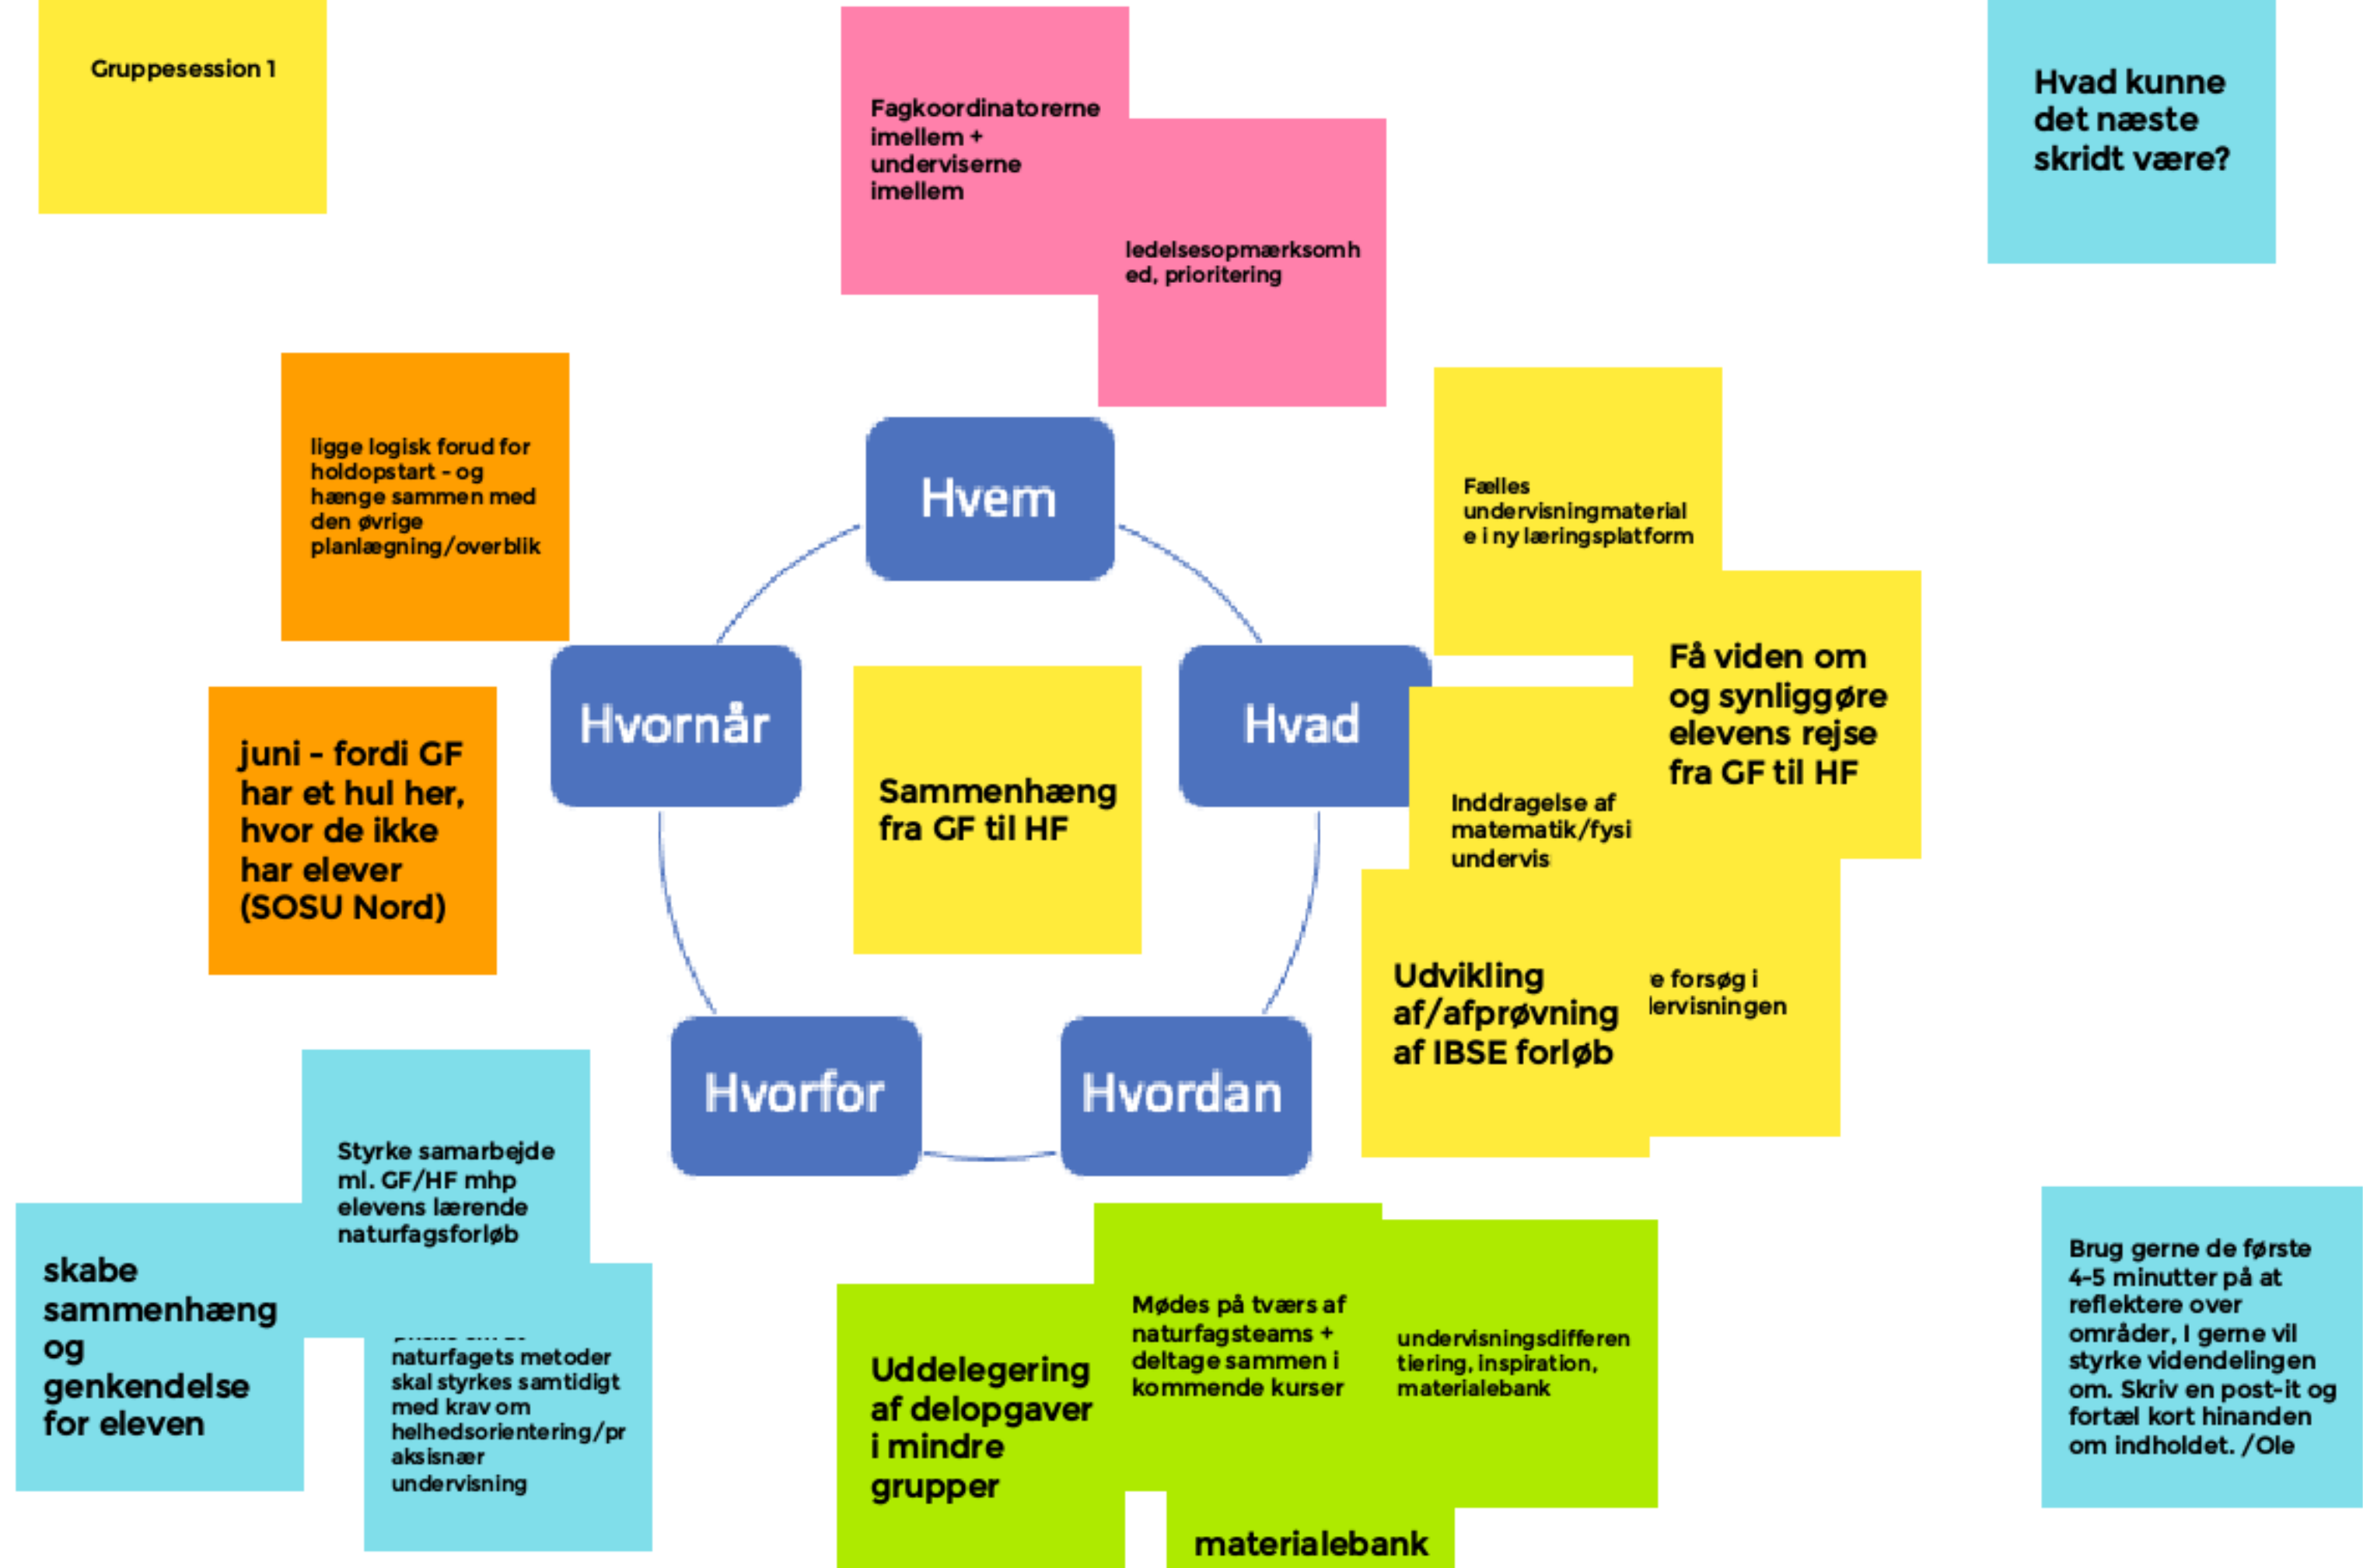 Gruppesession 1
Fagkoordinatorerne
imellem +
underviserne
imellem
ledelsesopmærksomh
ed, prioritering
Hvad kunne
det næste
skridt være?
ligge logisk forud for
holdopstart - og
hænge sammen med
den øvrige
planlægning/overblik
Hvem
Fælles
undervisningmaterial
e i ny læringsplatform
Få viden om
og synliggøre
elevens rejse
fra GF til HF
Hvornår
Hvad
juni - fordi GF
har et hul her,
hvor de ikke
har elever
(SOSU Nord)
Sammenhæng
fra GF til HF
Inddragelse af
matematik/fysi
undervis
Udvikling
af/afprøvning
af IBSE forløb
e forsøg i
ervisningen
Hvorfor
Hvordan
Styrke samarbejde
ml. GF/HF mhp
elevens lærende
naturfagsforløb
skabe
sammenhæng
og
genkendelse
for eleven
naturfagets metoder
skal styrkes samtidigt
med krav om
helhedsorientering/pr
aksisnær
undervisning
Uddelegering
af delopgaver
i mindre
grupper
Mødes på tværs af
naturfagsteams +
deltage sammen i
kommende kurser
undervisningsdifferen
tiering, inspiration,
materialebank
materialebank
Brug gerne de første
4-5 minutter på at
reflektere over
områder, I gerne vil
styrke videndelingen
om. Skriv en post-it og
fortæl kort hinanden
om indholdet. /Ole